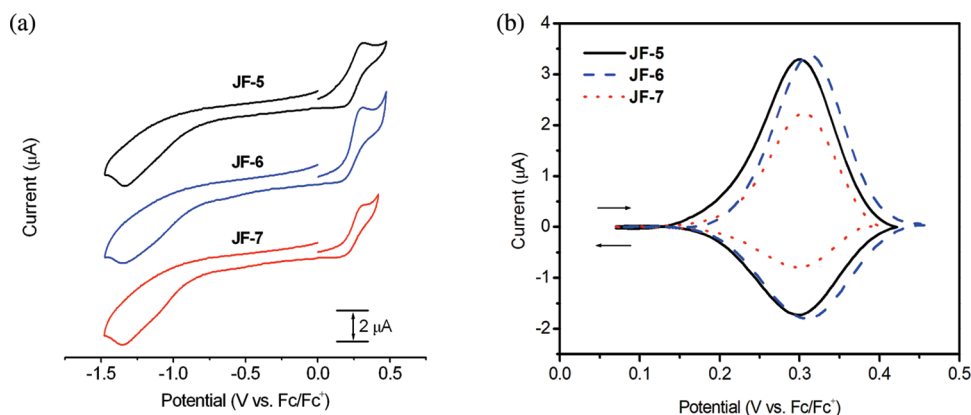 (a)
JF-5
JF-6
JF-7
2 μA
Current (μA)
-1.5 -1.0 -0.5 0.0 0.5
Potential (V vs. Fc/Fc⁺)
(b)
JF-5
JF-6
JF-7
4
3
2
1
0
-1
-2
Current (μA)
0.0 0.1 0.2 0.3 0.4 0.5
Potential (V vs. Fc/Fc⁺)